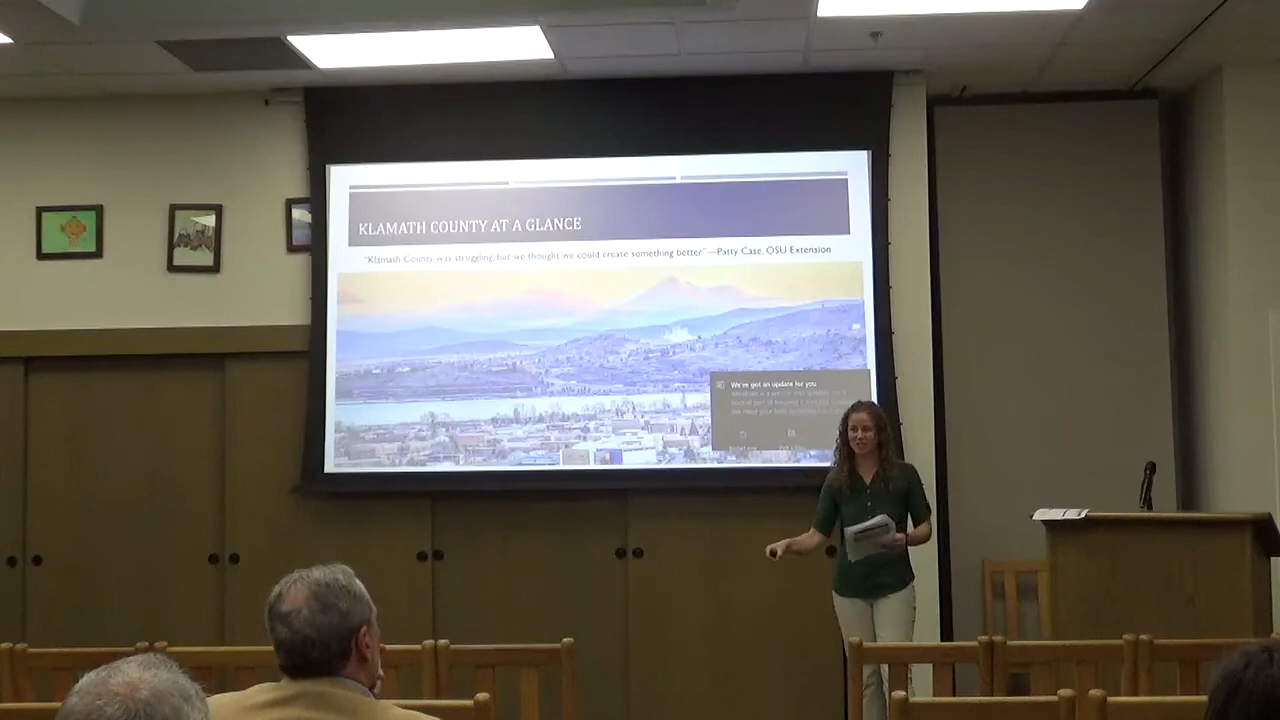 KLAMATH COUNTY AT A GLANCE
"Klamath County was struggling, but we thought we could create something better"—Patty Case, OSU Extension
We've got an update for you